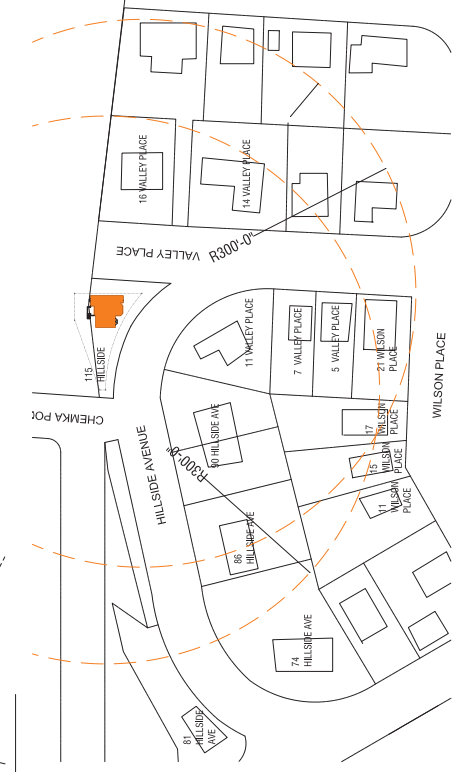 16 VALLEY PLACE
14 VALLEY PLACE
VALLEY PLACE
R300'-0"
115
HILLSIDE
11 VALLEY PLACE
7 VALLEY PLACE
5 VALLEY PLACE
21 WILSON
PLACE
WILSON PLACE
CHEMKA POO
17
WILSON
PLACE
HILLSIDE AVENUE
90 HILLSIDE AVE
R300'-0"
15
WILSON
PLACE
11
WILSON
PLACE
86
HILLSIDE AVE
74
HILLSIDE AVE
81
HILLSIDE
AVE